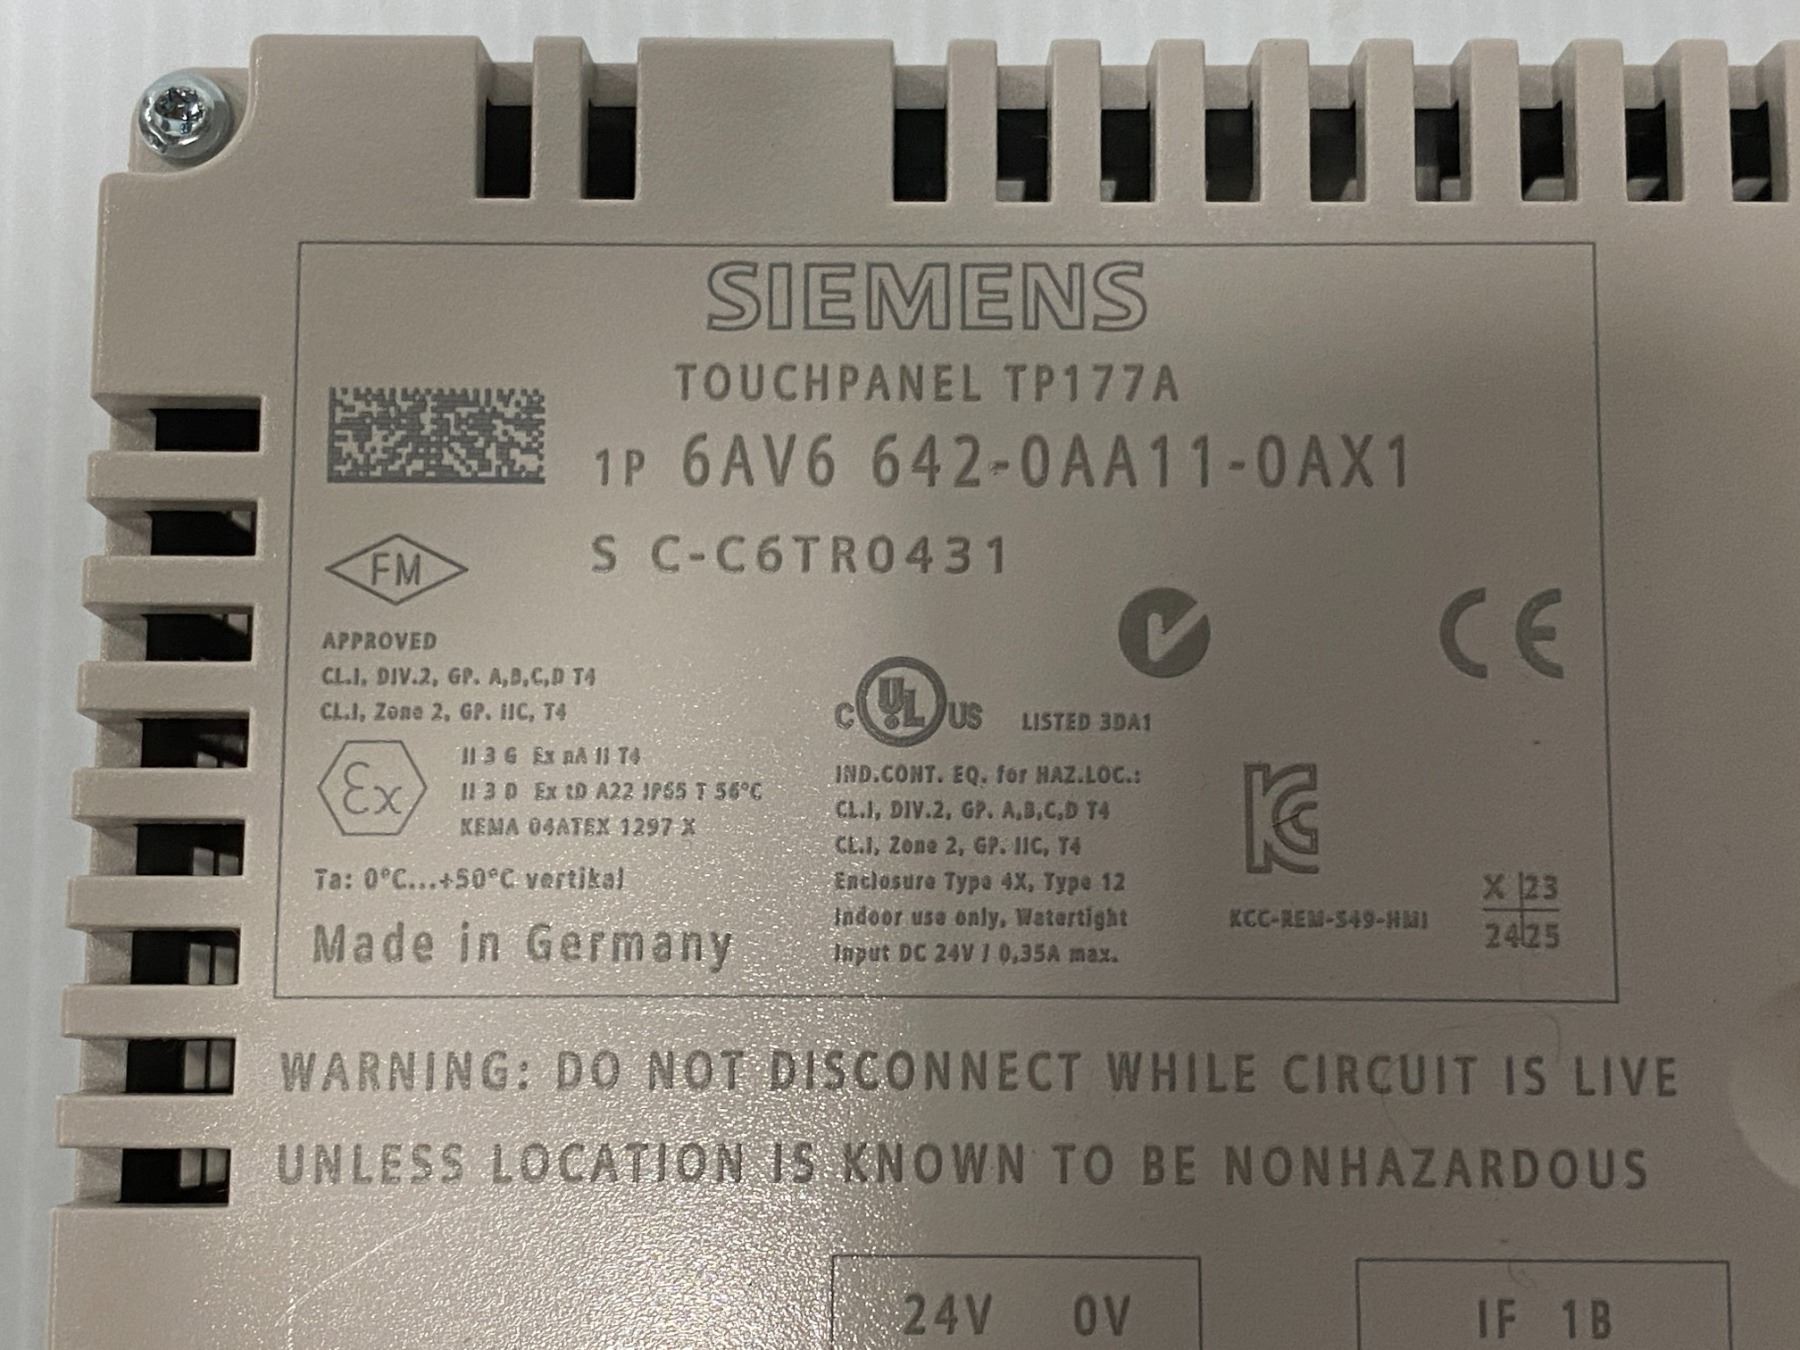 SIEMENS
TOUCHPANEL TP177A
1P 6AV6 642-0AA11-0AX1
S C-C6TR0431
FM
APPROVED
CL.I, DIV.2, GP. A,B,C,D T4
CL.I, Zone 2, GP. IIC, T4
Ex
II 3 G Ex nA II T4
II 3 D Ex tD A22 IP65 T 56°C
KEMA 04ATEX 1297 X
Ta: 0°C...+50°C vertikal
Made in Germany
C UL US LISTED 3DA1
IND.CONT. EQ. for HAZ.LOC.:
CL.I, DIV.2, GP. A,B,C,D T4
CL.I, Zone 2, GP. IIC, T4
Enclosure Type 4X, Type 12
Indoor use only, Watertight
Input DC 24V / 0,35A max.
CE
KC
KCC-REM-S49-HMI
X 23
24 25
WARNING: DO NOT DISCONNECT WHILE CIRCUIT IS LIVE
UNLESS LOCATION IS KNOWN TO BE NONHAZARDOUS
24V 0V
IF 1B